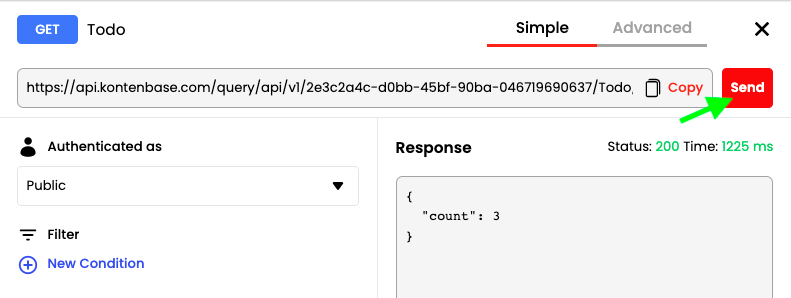 GET Todo Simple Advanced
https://api.kontenbase.com/query/api/v1/2e3c2a4c-d0bb-45bf-90ba-046719690637/Todo, Copy Send
Authenticated as
Public
Filter
New Condition
Response Status: 200 Time: 1225 ms
{
"count": 3
}